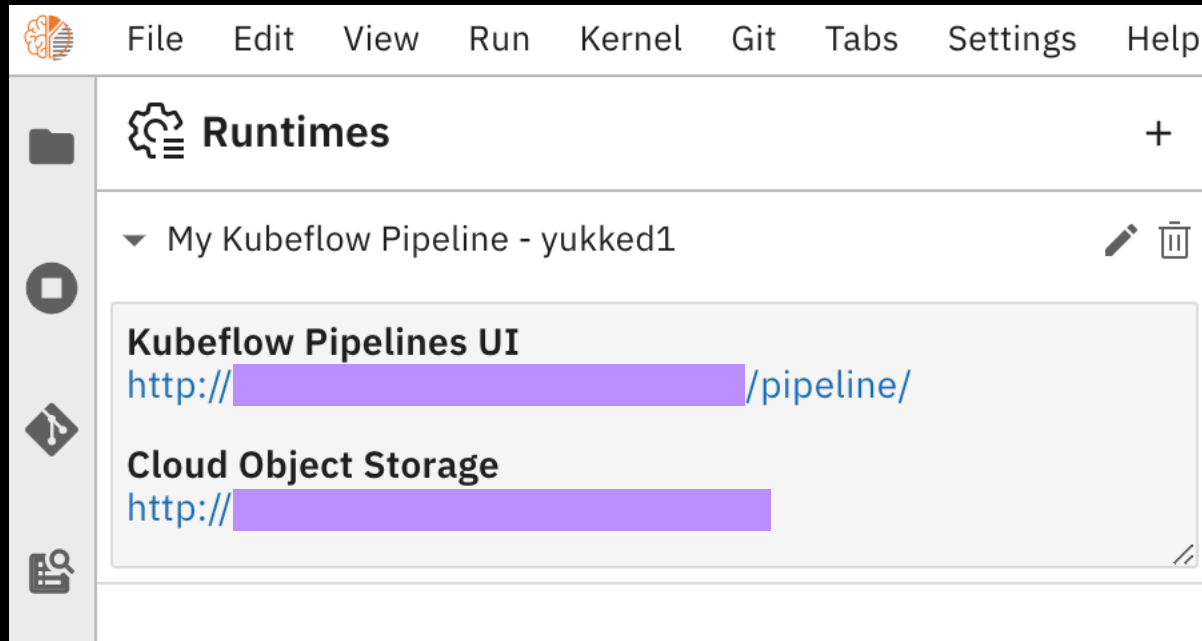 File Edit View Run Kernel Git Tabs Settings Help
Runtimes
My Kubeflow Pipeline - yukked1
Kubeflow Pipelines UI
http:// /pipeline/
Cloud Object Storage
http://